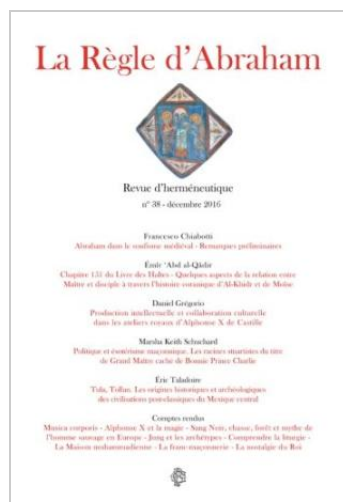 La Règle d'Abraham
Revue d'herméneutique
n° 38 - décembre 2016
Francesco Chiabotti
Abraham dans le soufisme médiéval - Remarques préliminaires
Émir 'Abd al-Qâdir
Chapitre 131 du Livre des Haltes - Quelques aspects de la relation entre
Maître et disciple à travers l'histoire coranique d'Al-Khidr et de Moïse
Daniel Grégorio
Production intellectuelle et collaboration culturelle
dans les ateliers royaux d'Alphonse X de Castille
Marsha Keith Schuchard
Politique et ésotérisme maçonnique. Les racines stuartistes du titre
de Grand Maître caché de Bonnie Prince Charlie
Éric Taladoire
Tula, Tollan. Les origines historiques et archéologiques
des civilisations postclassiques du Mexique central
Comptes rendus
Musica corporis - Alphonse X et la magie - Sang Noir, chasse, forêt et mythe de
l'homme sauvage en Europe - Jung et les archétypes - Comprendre la liturgie -
La Maison muhammadienne - La franc-maçonnerie - La nostalgie du Roi